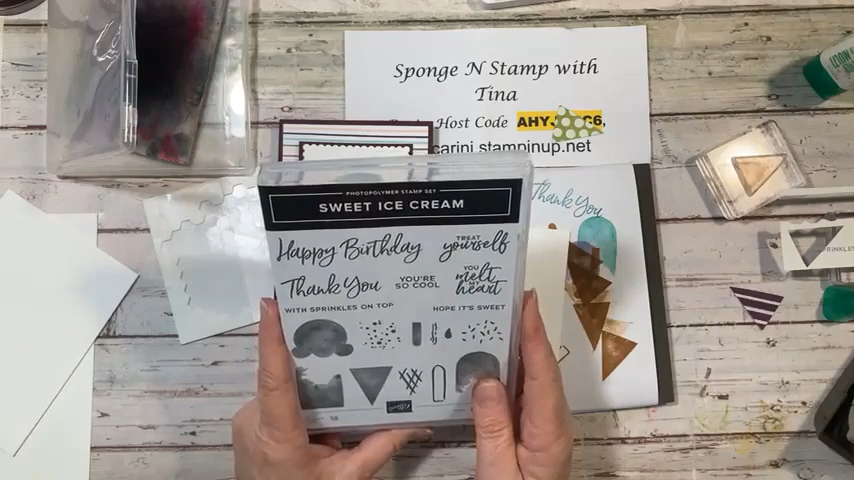 Sponge N Stamp with
Tina
Host Code AHY
carini.stampinup.net
PHOTOPOLYMER STAMP SET
SWEET ICE CREAM
Happy Birthday
TREAT
yourself
Thank You
YOU'RE
SO COOL
YOU
melt
MY
heart
WITH SPRINKLES ON TOP
HOPE IT'S SWEET
18
Thank You